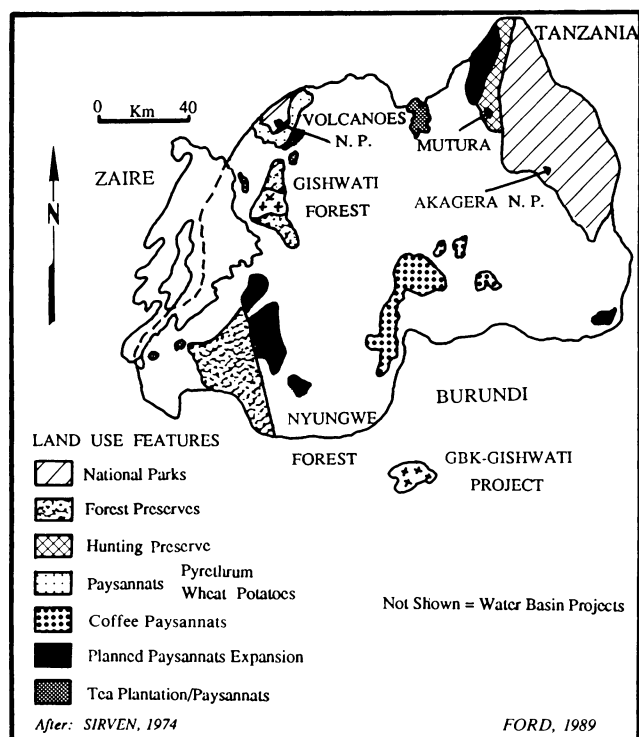 TANZANIA
0 Km 40
VOLCANOES
N. P.
MUTURA
ZAIRE
GISHWATI
FOREST
AKAGERA N. P.
N
BURUNDI
NYUNGWE
FOREST
GBK-GISHWATI
PROJECT
LAND USE FEATURES
National Parks
Forest Preserves
Hunting Preserve
Paysannats Pyrethrum
Wheat Potatoes
Coffee Paysannats
Planned Paysannats Expansion
Tea Plantation/Paysannats
Not Shown = Water Basin Projects
After: SIRVEN, 1974
FORD, 1989